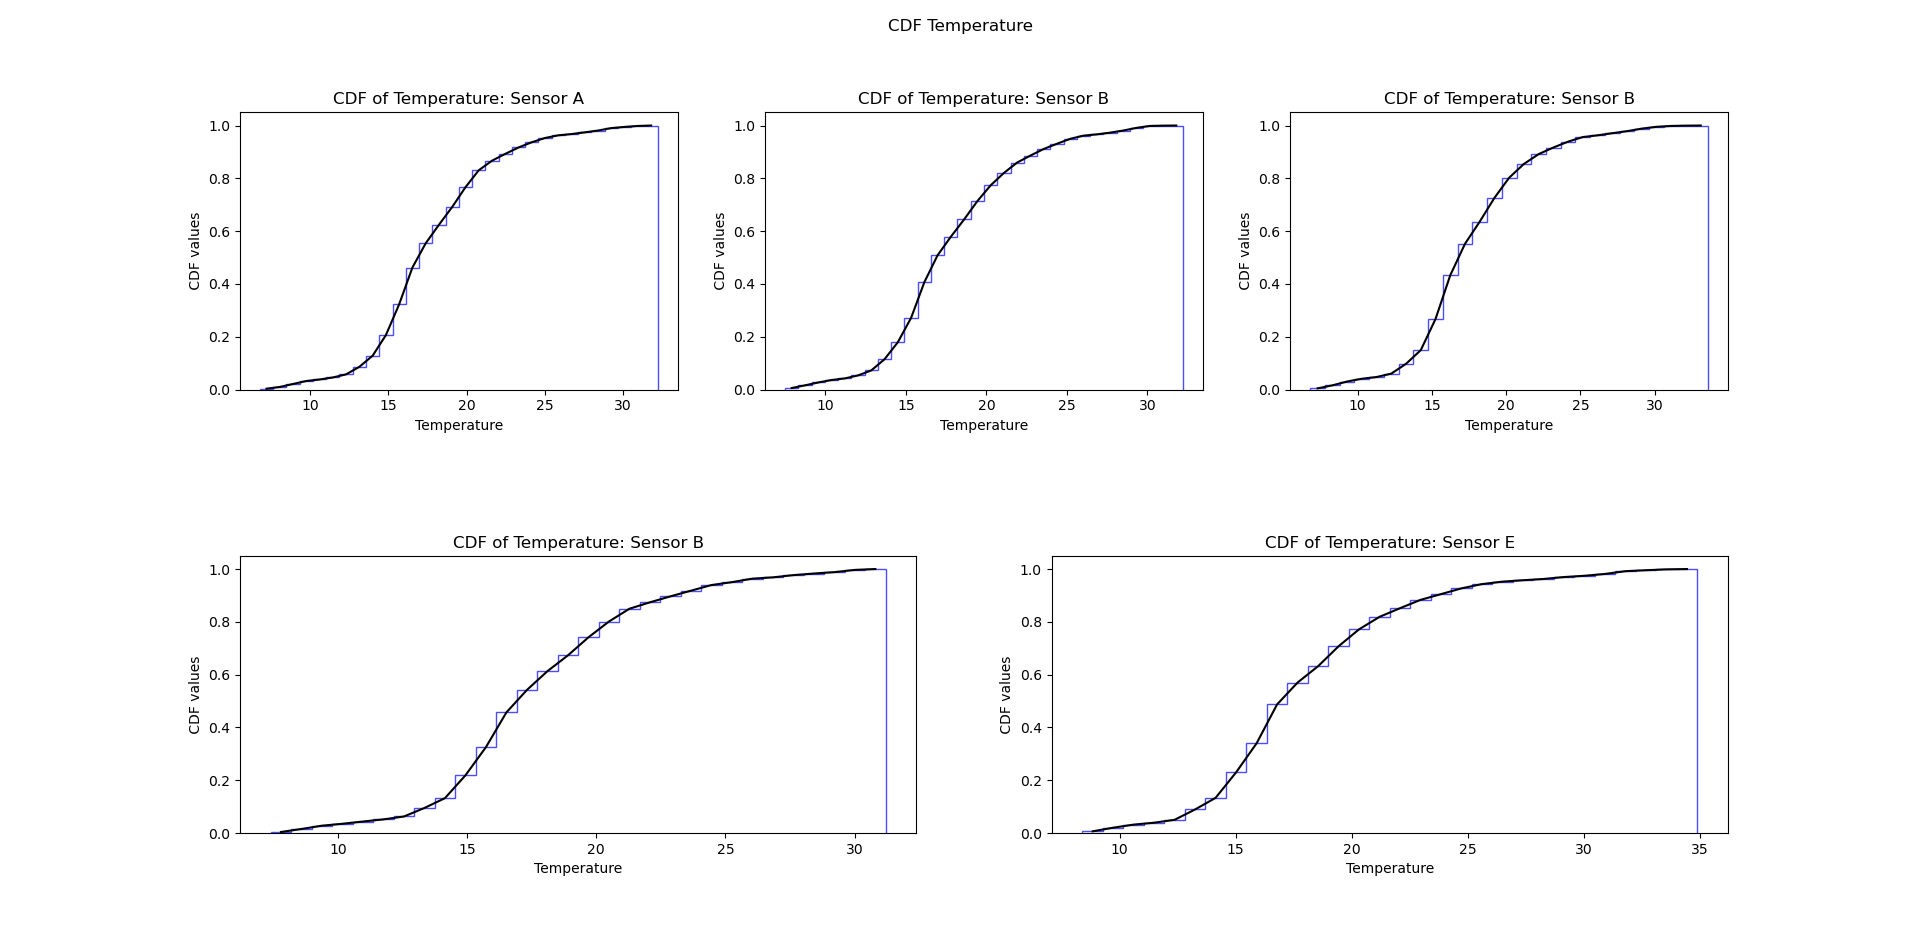 CDF Temperature
CDF of Temperature: Sensor A
1.0
0.8
0.6
0.4
0.2
0.0
CDF values
10 15 20 25 30
Temperature
CDF of Temperature: Sensor B
1.0
0.8
0.6
0.4
0.2
0.0
CDF values
10 15 20 25 30
Temperature
CDF of Temperature: Sensor B
1.0
0.8
0.6
0.4
0.2
0.0
CDF values
10 15 20 25 30
Temperature
CDF of Temperature: Sensor B
1.0
0.8
0.6
0.4
0.2
0.0
CDF values
10 15 20 25 30
Temperature
CDF of Temperature: Sensor E
1.0
0.8
0.6
0.4
0.2
0.0
CDF values
10 15 20 25 30 35
Temperature